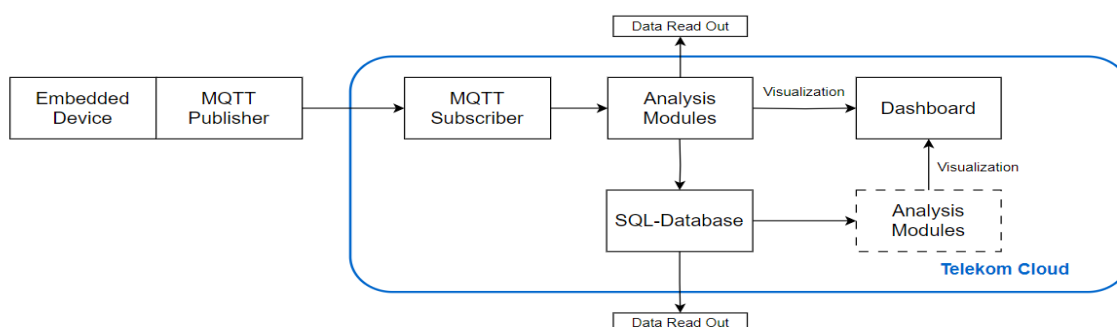 Data Read Out
Embedded
Device
MQTT
Publisher
MQTT
Subscriber
Analysis
Modules
Visualization
Dashboard
Visualization
SQL-Database
Analysis
Modules
Telekom Cloud
Data Read Out